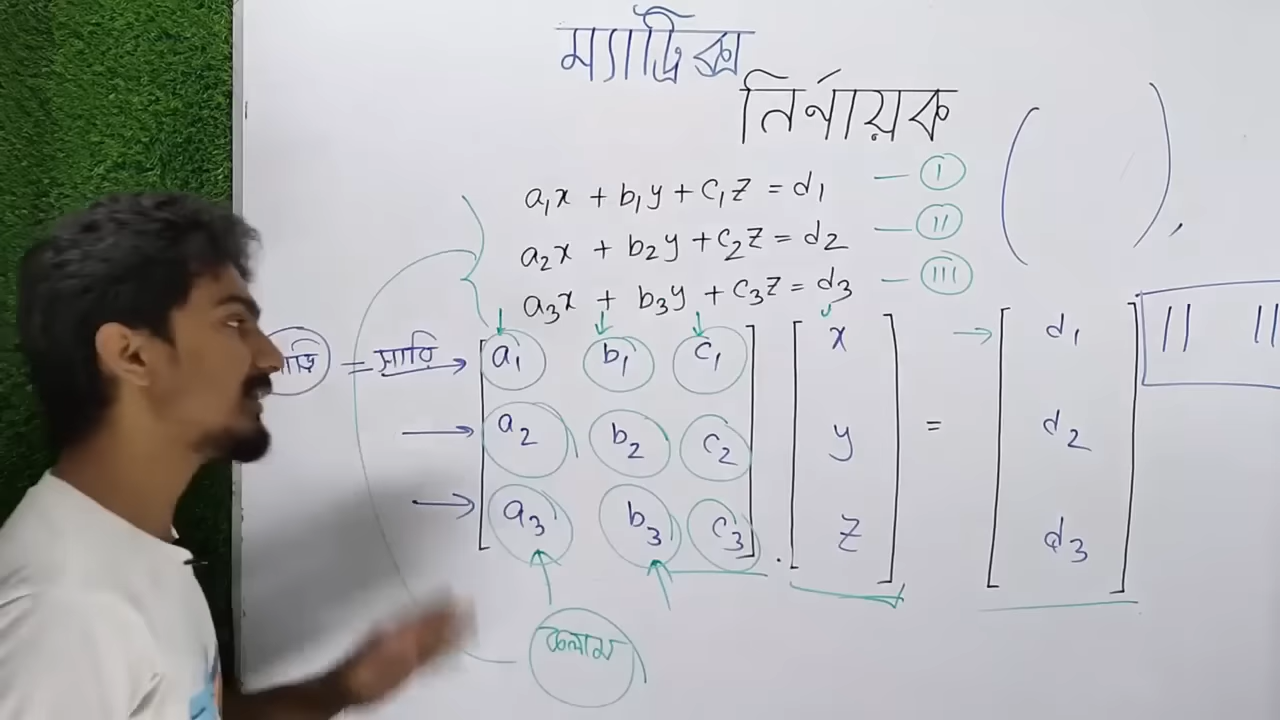 ম্যাট্রিক্স
নির্নায়ক
a₁x + b₁y + c₁z = d₁ — I
a₂x + b₂y + c₂z = d₂ — II
a₃x + b₃y + c₃z = d₃ — III
( ),
|| ||
= সারি → [a₁ b₁ c₁] [x] = → [d₁]
→ [a₂ b₂ c₂] [y] = [d₂]
→ [a₃ b₃ c₃] . [z] [d₃]
কলাম